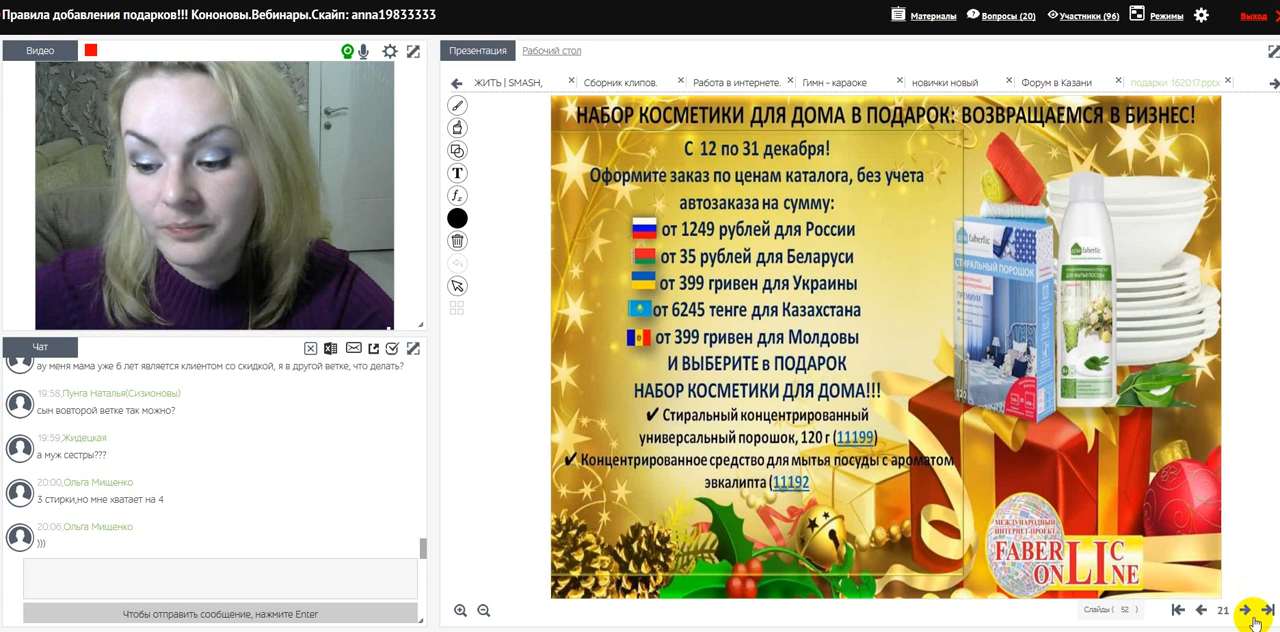 Правила добавления подарков!!! Кононовы.Вебинары.Скайп: anna19833333
Материалы
Вопросы (20)
Участники (96)
Режимы
Выход
Видео
Презентация
Рабочий стол
ЖИТЬ | SMASH,
Сборник клипов.
Работа в интернете.
Гимн - караоке
новички новый
Форум в Казани
подарки 162017.pptx
НАБОР КОСМЕТИКИ ДЛЯ ДОМА В ПОДАРОК: ВОЗВРАЩАЕМСЯ В БИЗНЕС!
С 12 по 31 декабря!
Оформите заказ по ценам каталога, без учета
автозаказа на сумму:
от 1249 рублей для России
от 35 рублей для Беларуси
от 399 гривен для Украины
от 6245 тенге для Казахстана
от 399 гривен для Молдовы
И ВЫБЕРИТЕ в ПОДАРОК
НАБОР КОСМЕТИКИ ДЛЯ ДОМА!!!
✔ Стиральный концентрированный
универсальный порошок, 120 г (11199)
✔ Концентрированное средство для мытья посуды с ароматом
эвкалипта (11192
faberlic
СТИРАЛЬНЫЙ ПОРОШОК
ПРЕМИУМ
faberlic
МЕЖДУНАРОДНЫЙ
ИНТЕРНЕТ-ПРОЕКТ
FABERLIC
ONLINE
Чат
ау меня мама уже 6 лет является клиентом со скидкой, я в другой ветке, что делать?
19:58,Пунга Наталья(Сизионовы)
сын вовторой ветке так можно?
19:59,Жидецкая
а муж сестры???
20:00,Ольга Мищенко
3 стирки,но мне хватает на 4
20:06,Ольга Мищенко
)))
Чтобы отправить сообщение, нажмите Enter
Слайды ( 52 )
21